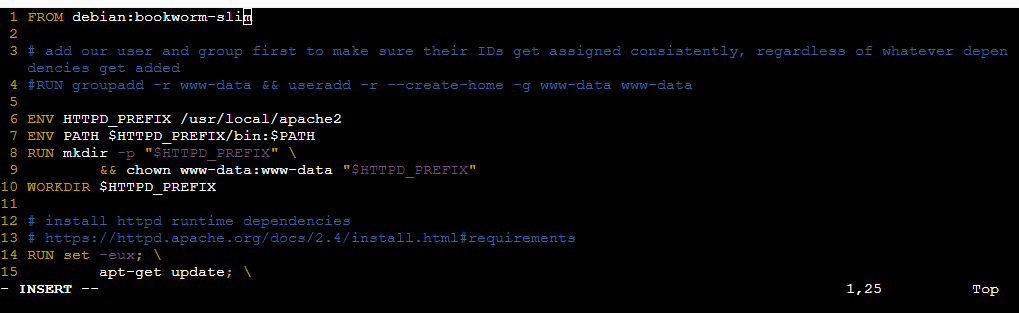 1 FROM debian:bookworm-slim
2
3 # add our user and group first to make sure their IDs get assigned consistently, regardless of whatever depen
dencies get added
4 #RUN groupadd -r www-data && useradd -r --create-home -g www-data www-data
5
6 ENV HTTPD_PREFIX /usr/local/apache2
7 ENV PATH $HTTPD_PREFIX/bin:$PATH
8 RUN mkdir -p "$HTTPD_PREFIX" \
9 && chown www-data:www-data "$HTTPD_PREFIX"
10 WORKDIR $HTTPD_PREFIX
11
12 # install httpd runtime dependencies
13 # https://httpd.apache.org/docs/2.4/install.html#requirements
14 RUN set -eux; \
15 apt-get update; \
- INSERT -- 1,25 Top